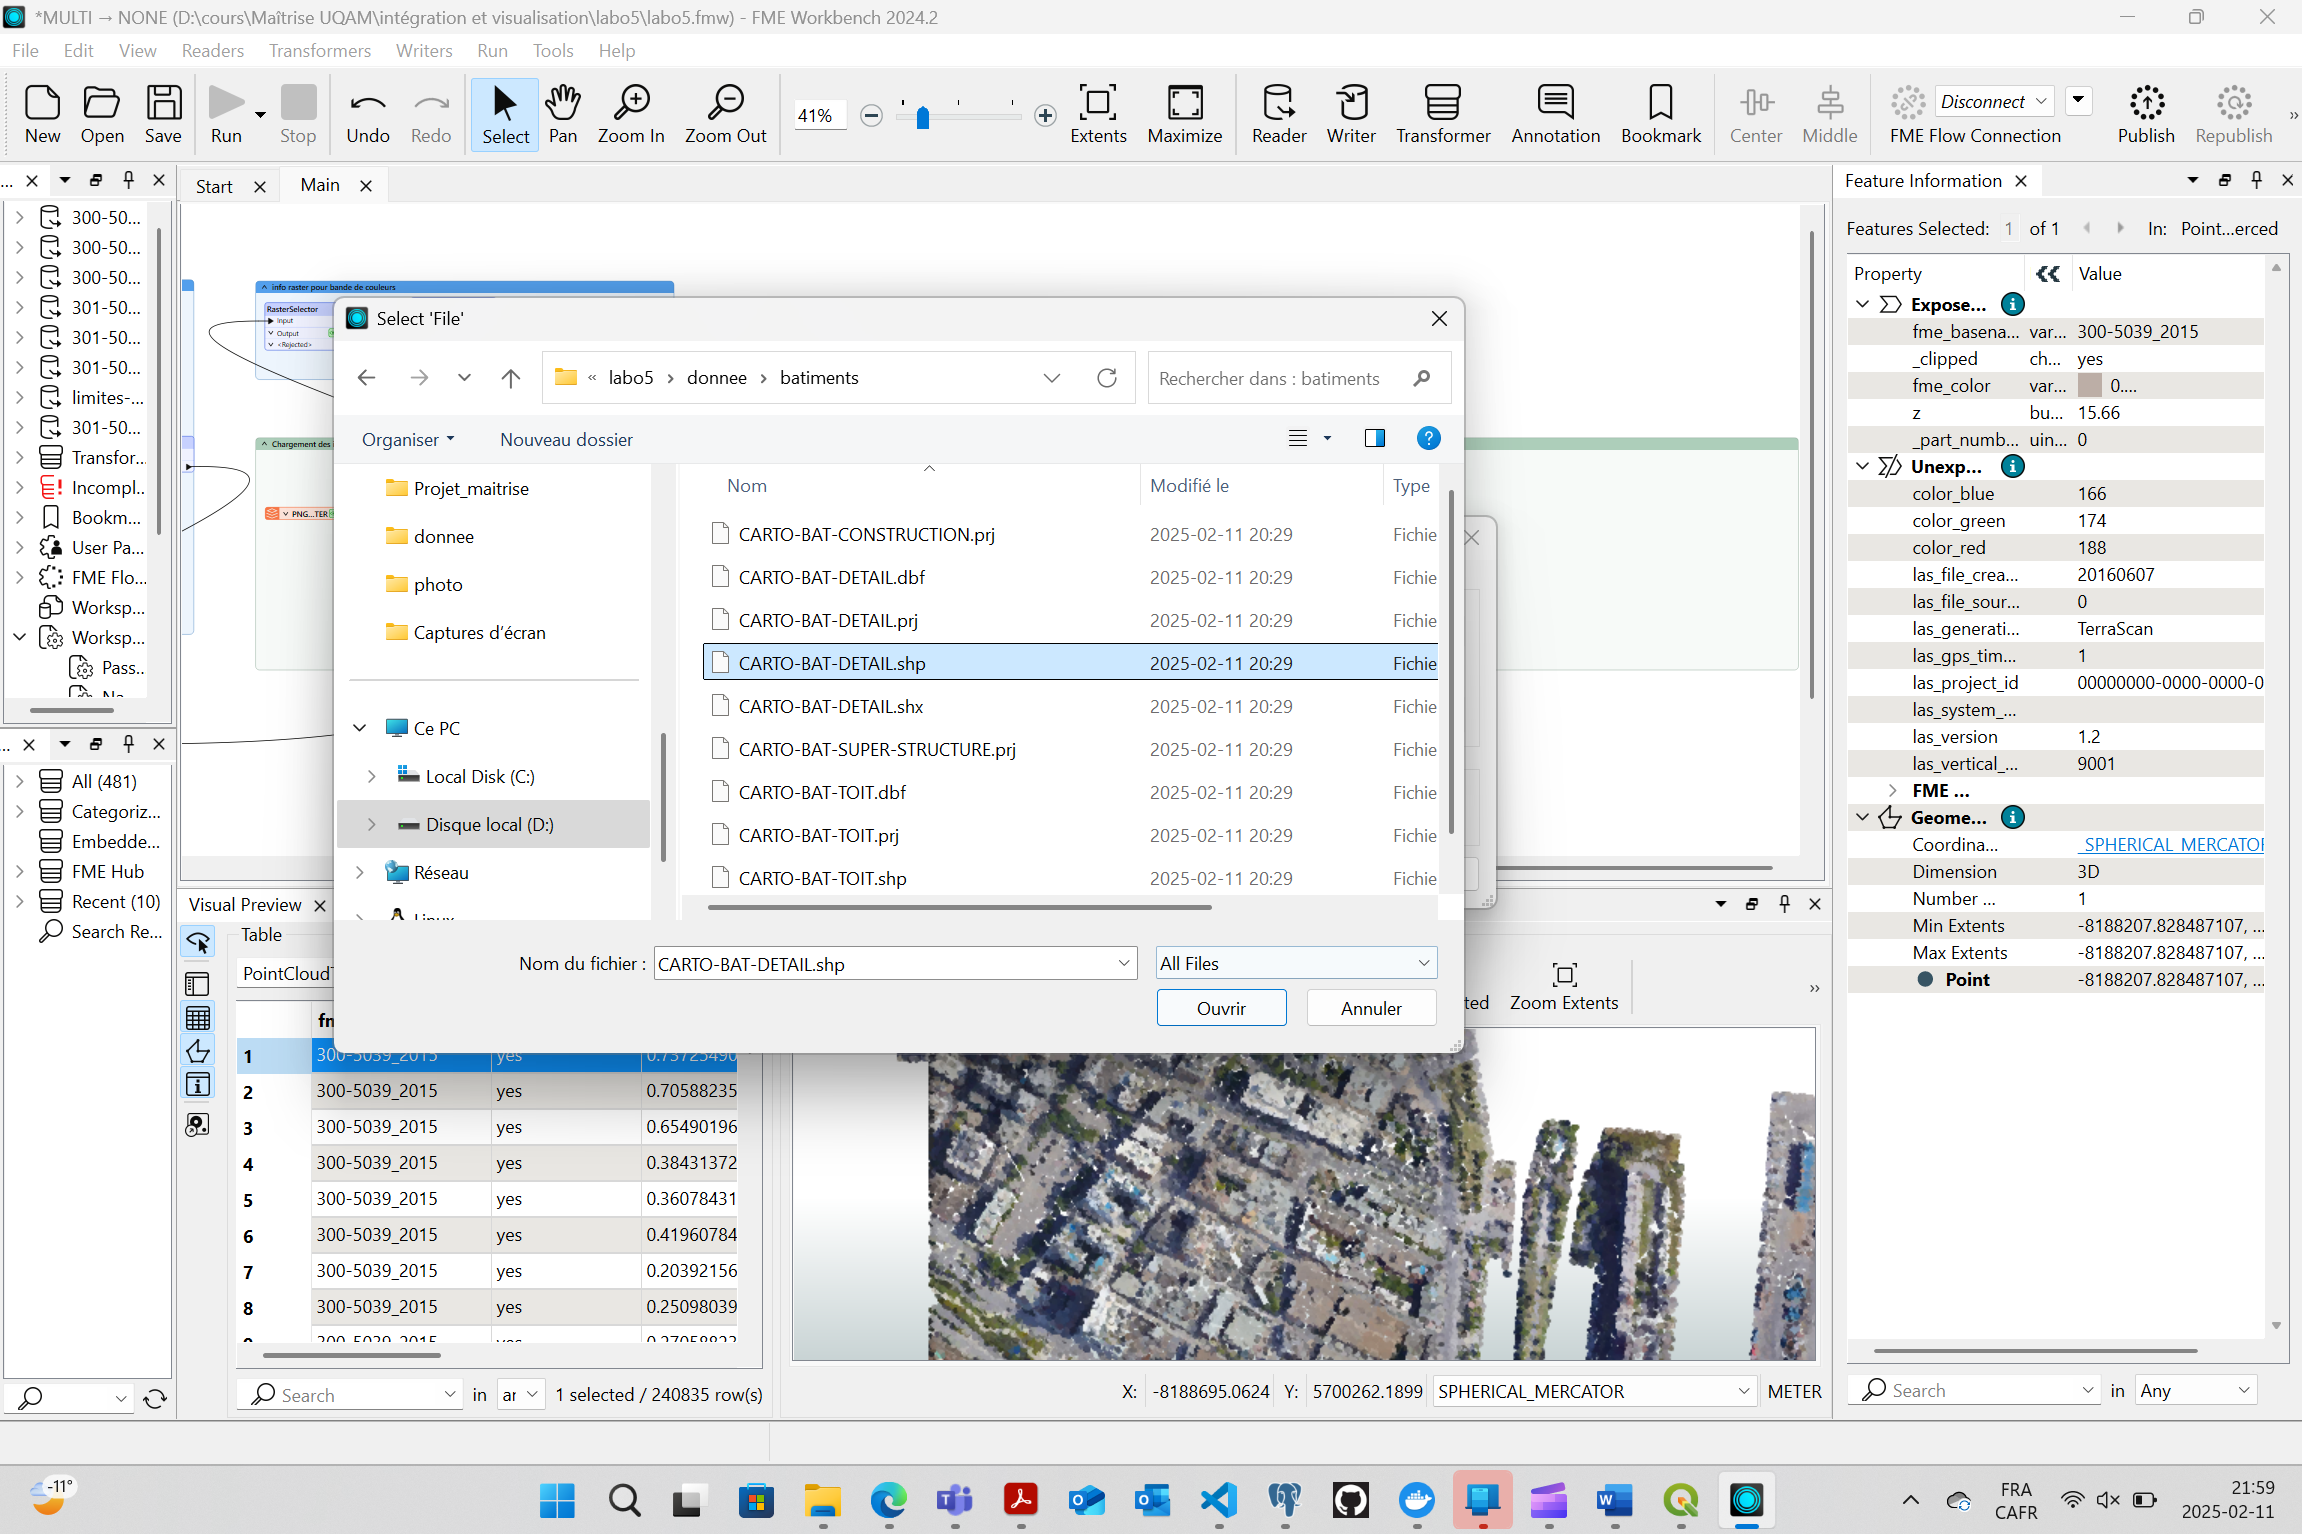 *MULTI → NONE (D:\cours\Maîtrise UQAM\intégration et visualisation\labo5\labo5.fmw) - FME Workbench 2024.2
File Edit View Readers Transformers Writers Run Tools Help
New Open Save Run Stop Undo Redo Select Pan Zoom In Zoom Out 41% Extents Maximize Reader Writer Transformer Annotation Bookmark Center Middle Disconnect FME Flow Connection Publish Republish
...
300-50...
300-50...
300-50...
301-50...
301-50...
301-50...
limites-...
301-50...
Transfor...
Incompl...
Bookm...
User Pa...
FME Flo...
Worksp...
Worksp...
Pass...
...
All (481)
Categoriz...
Embedde...
FME Hub
Recent (10)
Search Re...
Start Main
info raster pour bande de couleurs
RasterSelector
Input
Output
<Rejected>
Chargement des
PNG...TER
Select 'File'
« labo5 > donnee > batiments
Rechercher dans : batiments
Organiser Nouveau dossier
Projet_maitrise
donnee
photo
Captures d'écran
Ce PC
Local Disk (C:)
Disque local (D:)
Réseau
Linux
Nom Modifié le Type
CARTO-BAT-CONSTRUCTION.prj 2025-02-11 20:29 Fichie
CARTO-BAT-DETAIL.dbf 2025-02-11 20:29 Fichie
CARTO-BAT-DETAIL.prj 2025-02-11 20:29 Fichie
CARTO-BAT-DETAIL.shp 2025-02-11 20:29 Fichie
CARTO-BAT-DETAIL.shx 2025-02-11 20:29 Fichie
CARTO-BAT-SUPER-STRUCTURE.prj 2025-02-11 20:29 Fichie
CARTO-BAT-TOIT.dbf 2025-02-11 20:29 Fichie
CARTO-BAT-TOIT.prj 2025-02-11 20:29 Fichie
CARTO-BAT-TOIT.shp 2025-02-11 20:29 Fichie
Nom du fichier : CARTO-BAT-DETAIL.shp All Files
Ouvrir Annuler
Visual Preview
Table
PointCloudT
fn
1 300-5039_2015 yes 0.73725490
2 300-5039_2015 yes 0.70588235
3 300-5039_2015 yes 0.65490196
4 300-5039_2015 yes 0.38431372
5 300-5039_2015 yes 0.36078431
6 300-5039_2015 yes 0.41960784
7 300-5039_2015 yes 0.20392156
8 300-5039_2015 yes 0.25098039
9 300-5039_2015 yes 0.27058823
Search in ar 1 selected / 240835 row(s)
ted Zoom Extents
X: -8188695.0624 Y: 5700262.1899 SPHERICAL_MERCATOR METER
Feature Information
Features Selected: 1 of 1 In: Point...erced
Property Value
Expose...
fme_basena... var... 300-5039_2015
_clipped ch... yes
fme_color var... 0....
z bu... 15.66
_part_numb... uin... 0
Unexp...
color_blue 166
color_green 174
color_red 188
las_file_crea... 20160607
las_file_sour... 0
las_generati... TerraScan
las_gps_tim... 1
las_project_id 00000000-0000-0000-0
las_system_...
las_version 1.2
las_vertical_... 9001
FME ...
Geome...
Coordina... _SPHERICAL_MERCATOR
Dimension 3D
Number ... 1
Min Extents -8188207.828487107, ...
Max Extents -8188207.828487107, ...
Point -8188207.828487107, ...
Search in Any
-11°
FRA
CAFR
21:59
2025-02-11